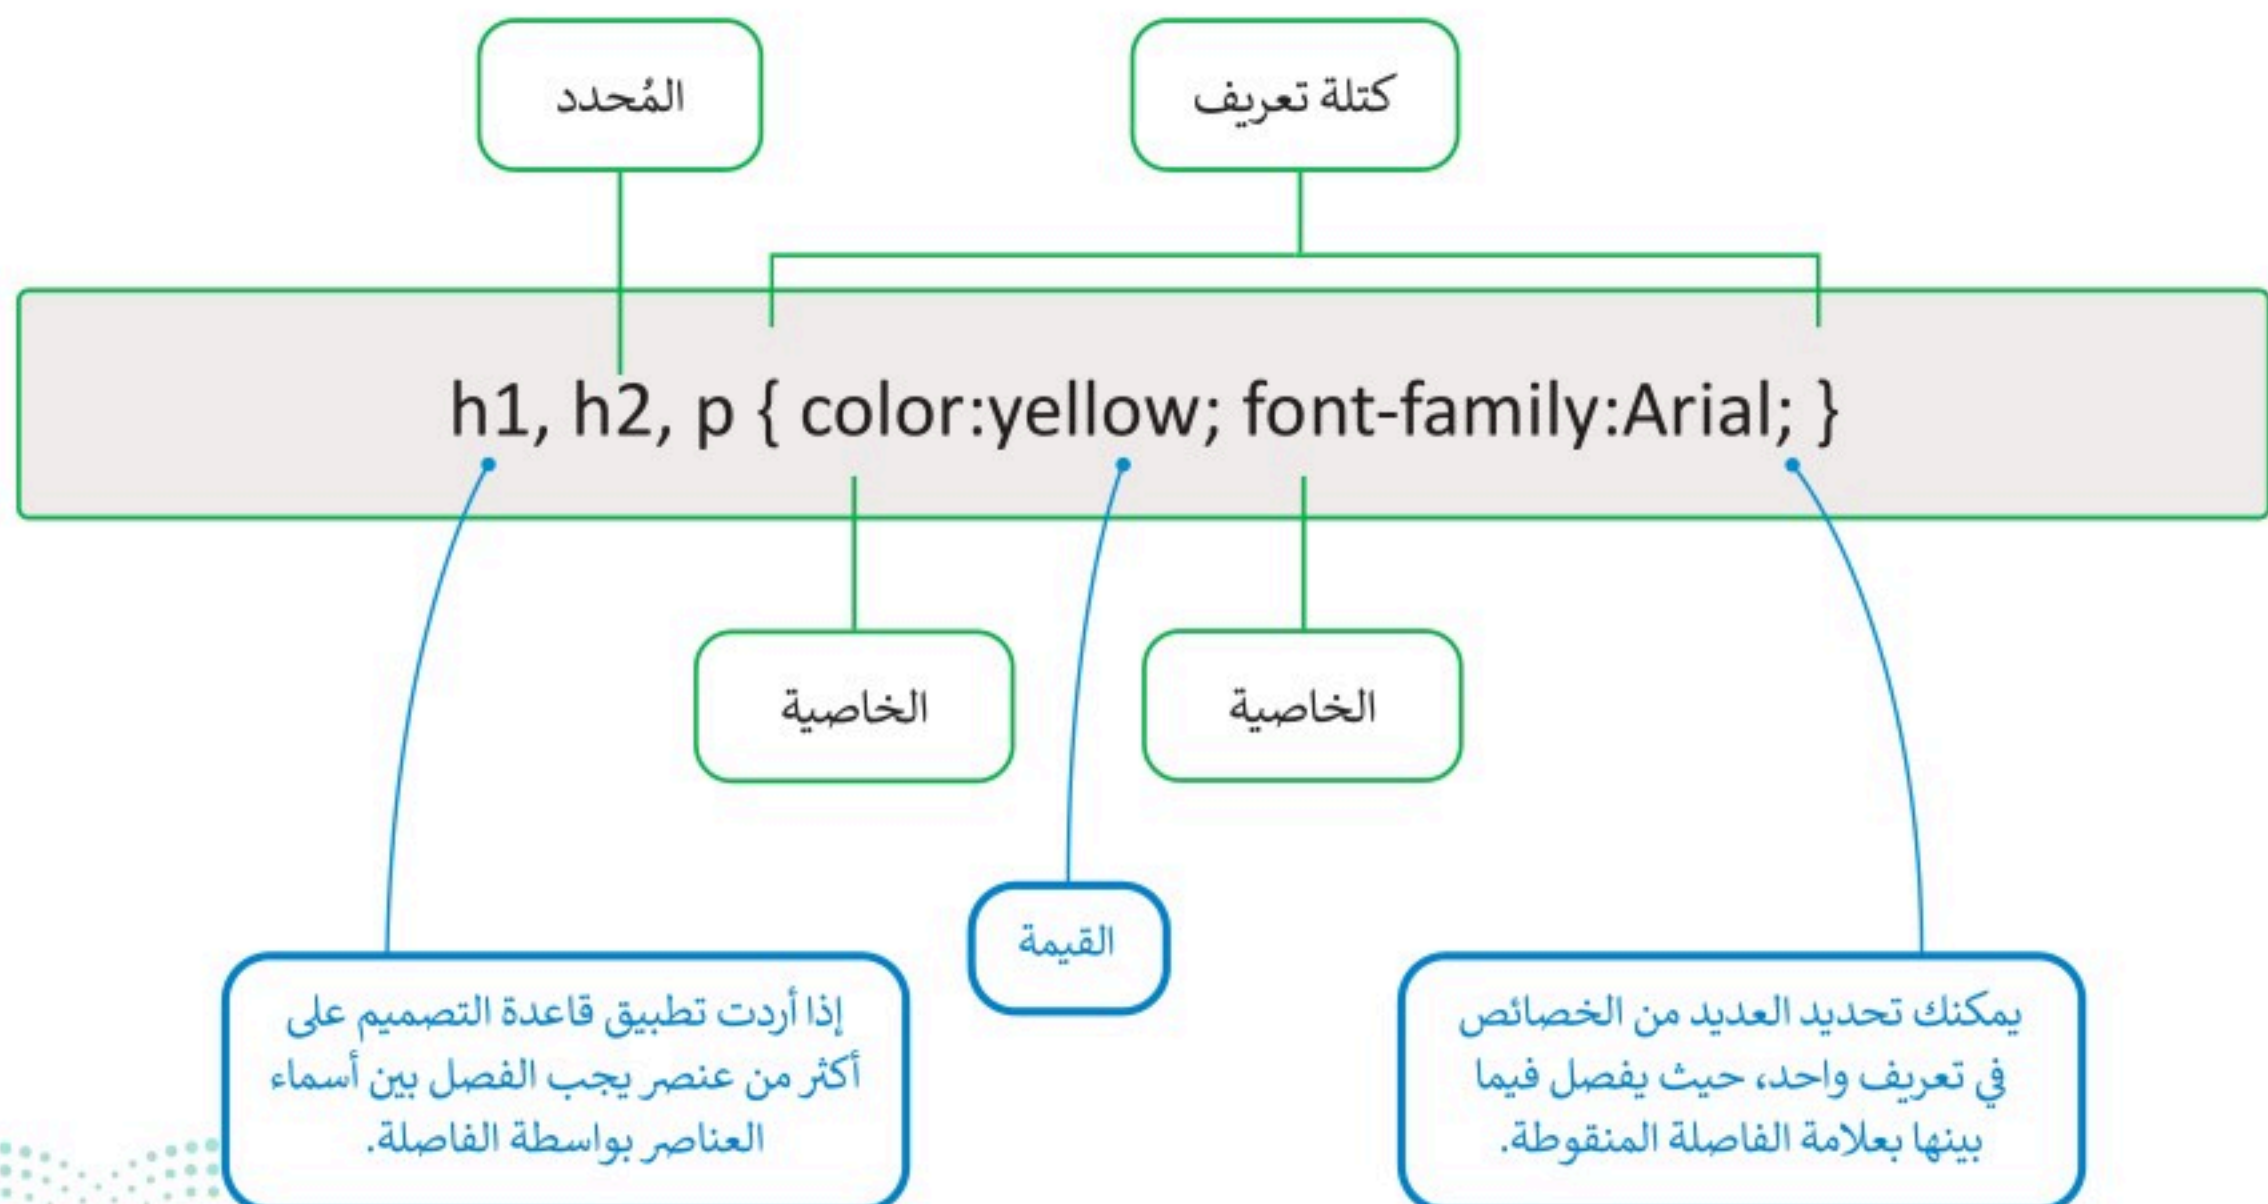 المُحدد
كتلة تعريف
h1, h2, p { color:yellow; font-family:Arial; }
الخاصية
الخاصية
القيمة
إذا أردت تطبيق قاعدة التصميم على
أكثر من عنصر يجب الفصل بين أسماء
العناصر بواسطة الفاصلة.
يمكنك تحديد العديد من الخصائص
في تعريف واحد، حيث يفصل فيما
بينها بعلامة الفاصلة المنقوطة.